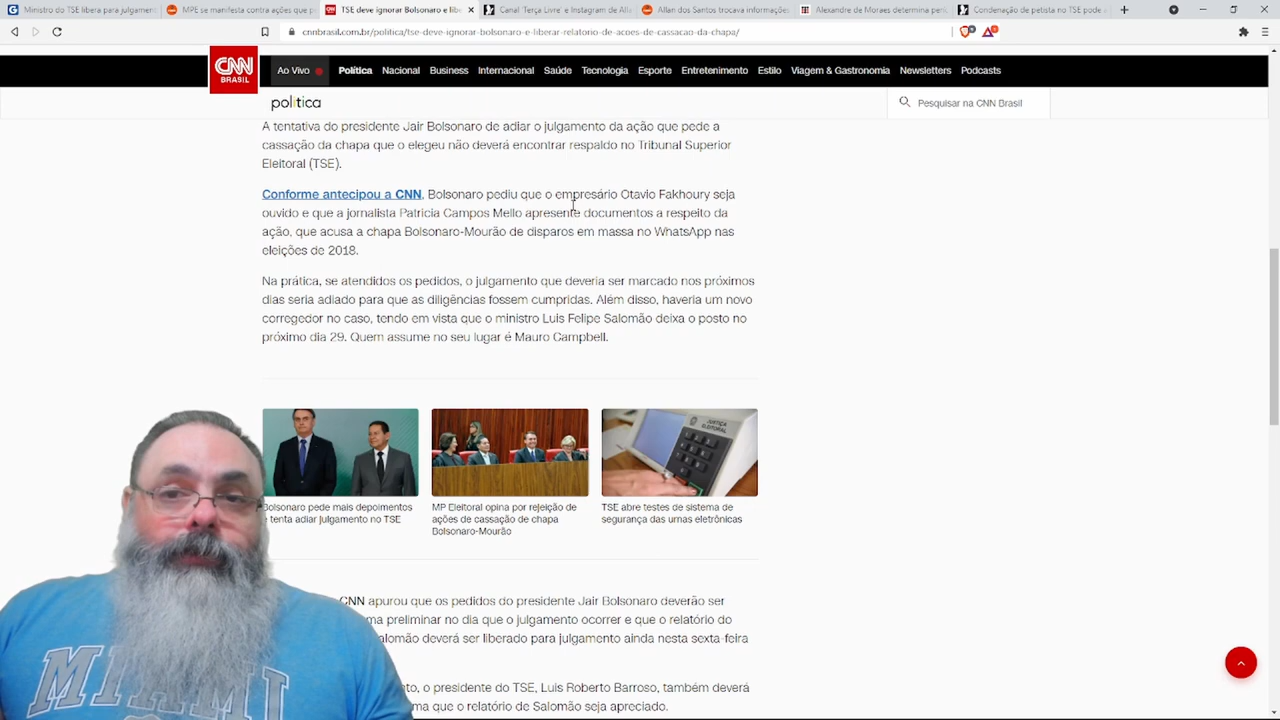 Ministro do TSE libera para julgament
MPE se manifesta contra ações que p
TSE deve ignorar Bolsonaro e libe
Canal 'Terça Livre' e Instagram de All
Allan dos Santos trocava informações
Alexandre de Moraes determina pen
Condenação de petista no TSE pode
cnnbrasil.com.br/politica/tse-deve-ignorar-bolsonaro-e-liberar-relatorio-de-acoes-de-cassacao-da-chapa/
CNN
BRASIL
Ao Vivo
Política
Nacional
Business
Internacional
Saúde
Tecnologia
Esporte
Entretenimento
Estilo
Viagem & Gastronomia
Newsletters
Podcasts
política
Pesquisar na CNN Brasil
A tentativa do presidente Jair Bolsonaro de adiar o julgamento da ação que pede a
cassação da chapa que o elegeu não deverá encontrar respaldo no Tribunal Superior
Eleitoral (TSE).
Conforme antecipou a CNN, Bolsonaro pediu que o empresário Otavio Fakhoury seja
ouvido e que a jornalista Patrícia Campos Mello apresente documentos a respeito da
ação, que acusa a chapa Bolsonaro-Mourão de disparos em massa no WhatsApp nas
eleições de 2018.
Na prática, se atendidos os pedidos, o julgamento que deveria ser marcado nos próximos
dias seria adiado para que as diligências fossem cumpridas. Além disso, haveria um novo
corregedor no caso, tendo em vista que o ministro Luis Felipe Salomão deixa o posto no
próximo dia 29. Quem assume no seu lugar é Mauro Campbell.
JUSTIÇA
ELEITORAL
Bolsonaro pede mais depoimentos
e tenta adiar julgamento no TSE
MP Eleitoral opina por rejeição de
ações de cassação de chapa
Bolsonaro-Mourão
TSE abre testes de sistema de
segurança das urnas eletrônicas
CNN apurou que os pedidos do presidente Jair Bolsonaro deverão ser
ma preliminar no dia que o julgamento ocorrer e que o relatório do
alomão deverá ser liberado para julgamento ainda nesta sexta-feira
nto, o presidente do TSE, Luis Roberto Barroso, também deverá
ma que o relatório de Salomão seja apreciado.
MIAMI